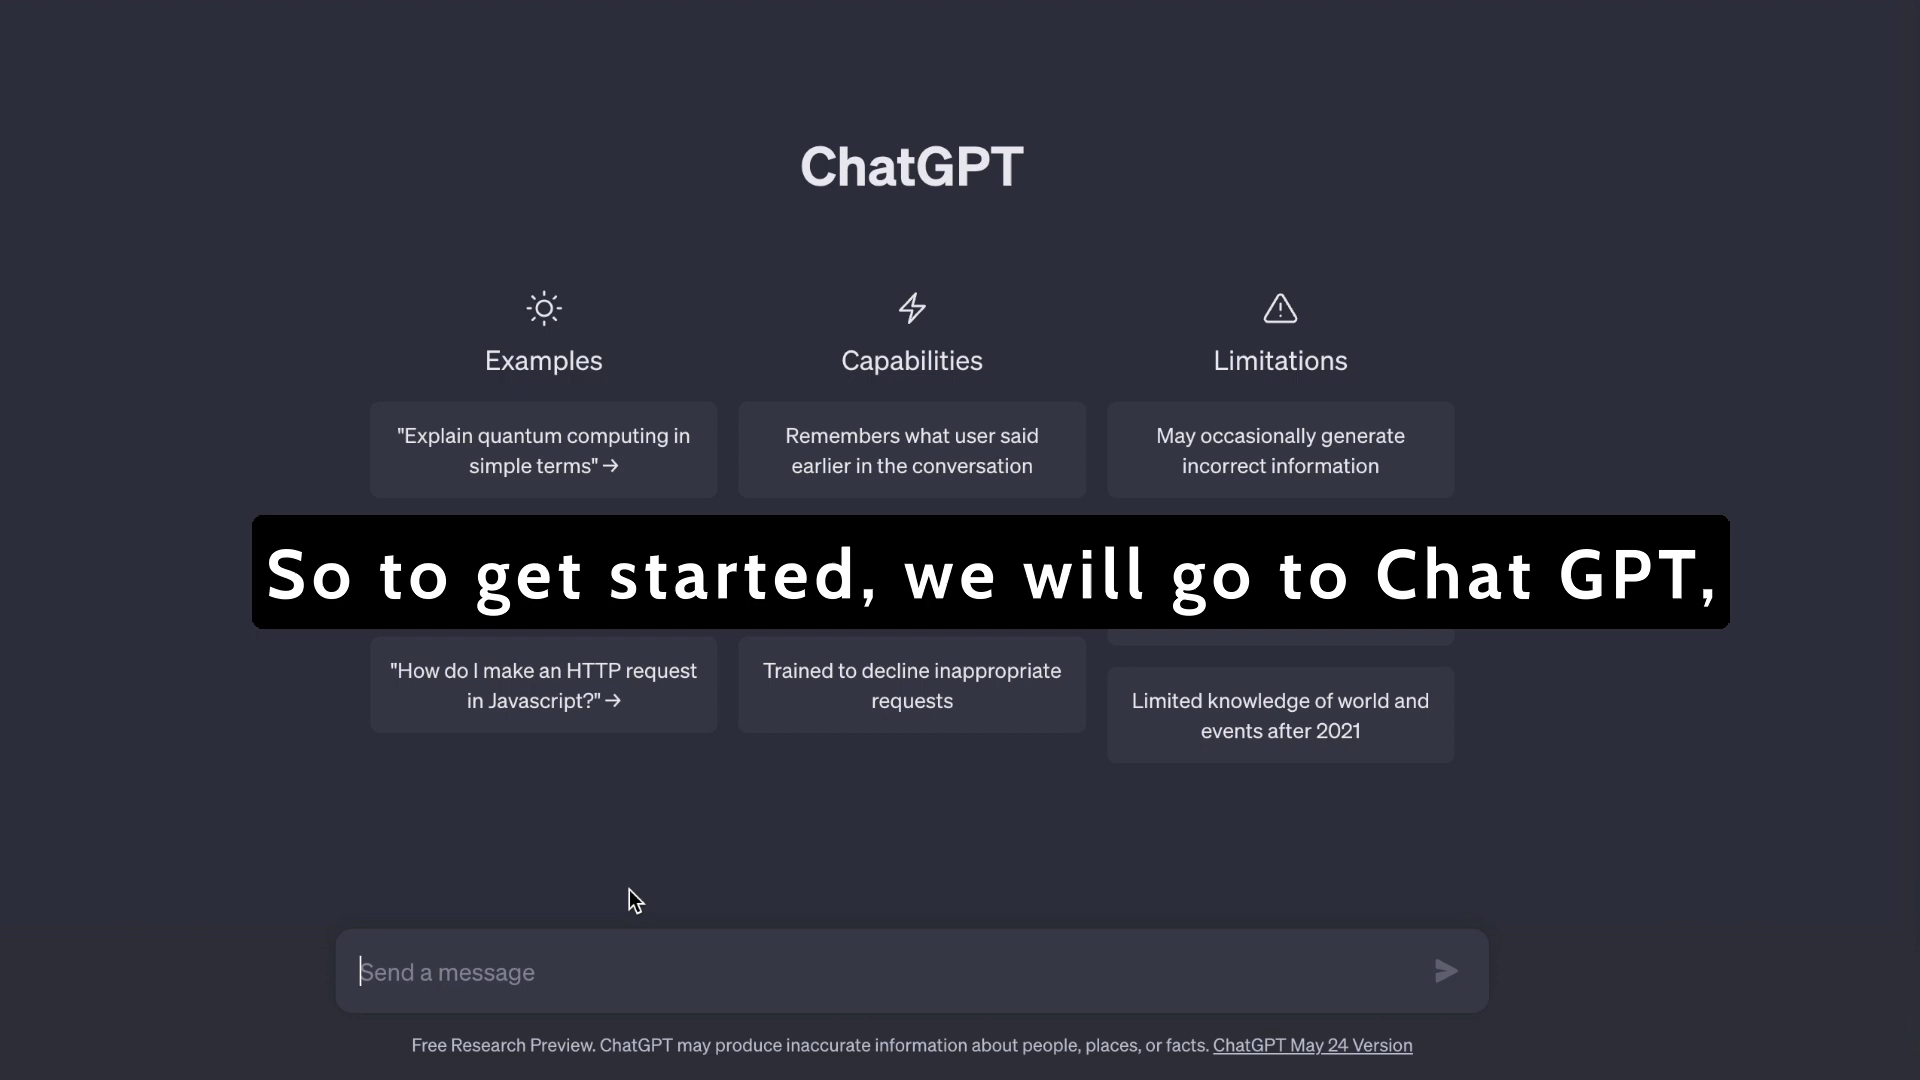 ChatGPT
Examples
"Explain quantum computing in
simple terms" →
"How do I make an HTTP request
in Javascript?" →
Capabilities
Remembers what user said
earlier in the conversation
Trained to decline inappropriate
requests
Limitations
May occasionally generate
incorrect information
Limited knowledge of world and
events after 2021
So to get started, we will go to Chat GPT,
Send a message
Free Research Preview. ChatGPT may produce inaccurate information about people, places, or facts. ChatGPT May 24 Version